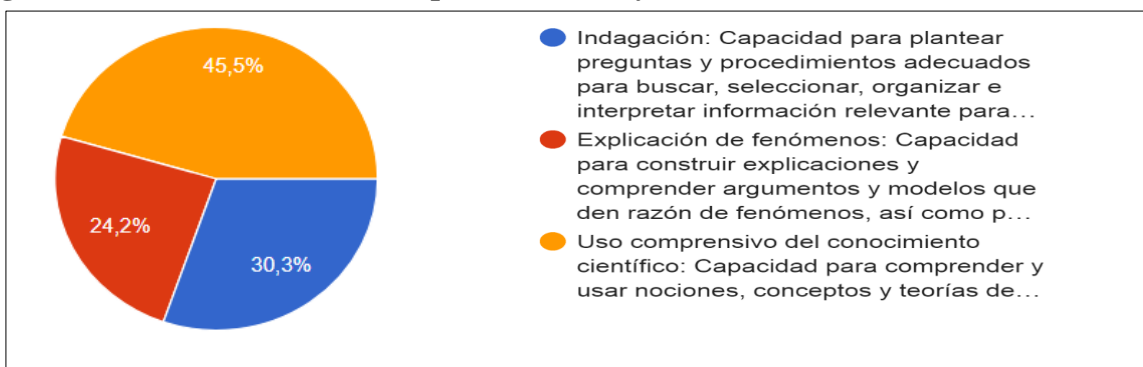 45,5%
24,2%
30,3%
Indagación: Capacidad para plantear
preguntas y procedimientos adecuados
para buscar, seleccionar, organizar e
interpretar información relevante para…
Explicación de fenómenos: Capacidad
para construir explicaciones y
comprender argumentos y modelos que
den razón de fenómenos, así como p…
Uso comprensivo del conocimiento
científico: Capacidad para comprender y
usar nociones, conceptos y teorías de…